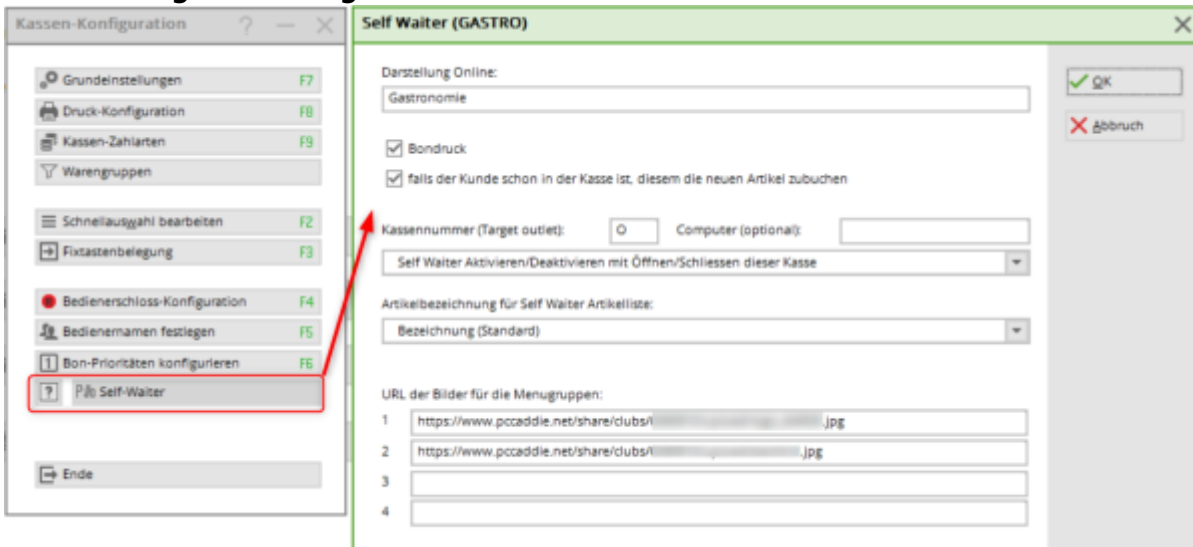 Kassen-Konfiguration
Grundeinstellungen F7
Druck-Konfiguration F8
Kassen-Zahlarten F9
Warengruppen
Schnellauswahl bearbeiten F2
Fixtastenbelegung F3
Bedienerschloss-Konfiguration F4
Bedienernamen festlegen F5
Bon-Prioritäten konfigurieren F6
Self-Waiter
Ende
Self Waiter (GASTRO)
Darstellung Online:
Gastronomie
Bondruck
falls der Kunde schon in der Kasse ist, diesem die neuen Artikel zubuchen
Kassennummer (Target outlet): O Computer (optional):
Self Waiter Aktivieren/Deaktivieren mit Öffnen/Schliessen dieser Kasse
Artikelbezeichnung für Self Waiter Artikelliste:
Bezeichnung (Standard)
URL der Bilder für die Menugruppen:
1 https://www.pccaddie.net/share/clubs/ .jpg
2 https://www.pccaddie.net/share/clubs/ .jpg
3
4
OK
Abbruch